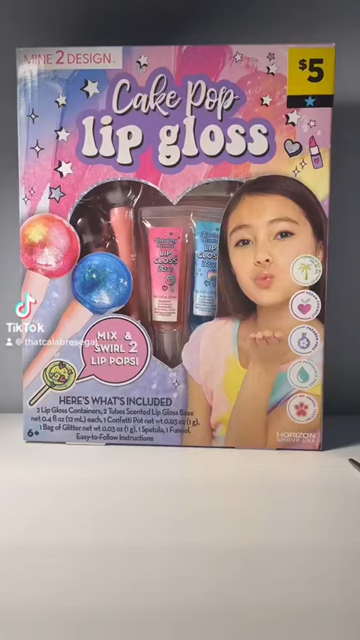 MINE 2 DESIGN
$5
Cake Pop
lip gloss
LIP GLOSS
LIP GLOSS
TikTok
MIX &
SWIRL 2
LIP POPS!
HERE'S WHAT'S INCLUDED
2 Lip Gloss Containers, 2 Tubes Scented Lip Gloss Base
net 0.4 fl oz (12 mL) each, 1 Confetti Pot net wt 0.03 oz (1 g),
1 Bag of Glitter net wt 0.03 oz (1 g), 1 Spatula, 1 Funnel,
Easy-to-Follow Instructions
6+
HORIZON
GROUP USA